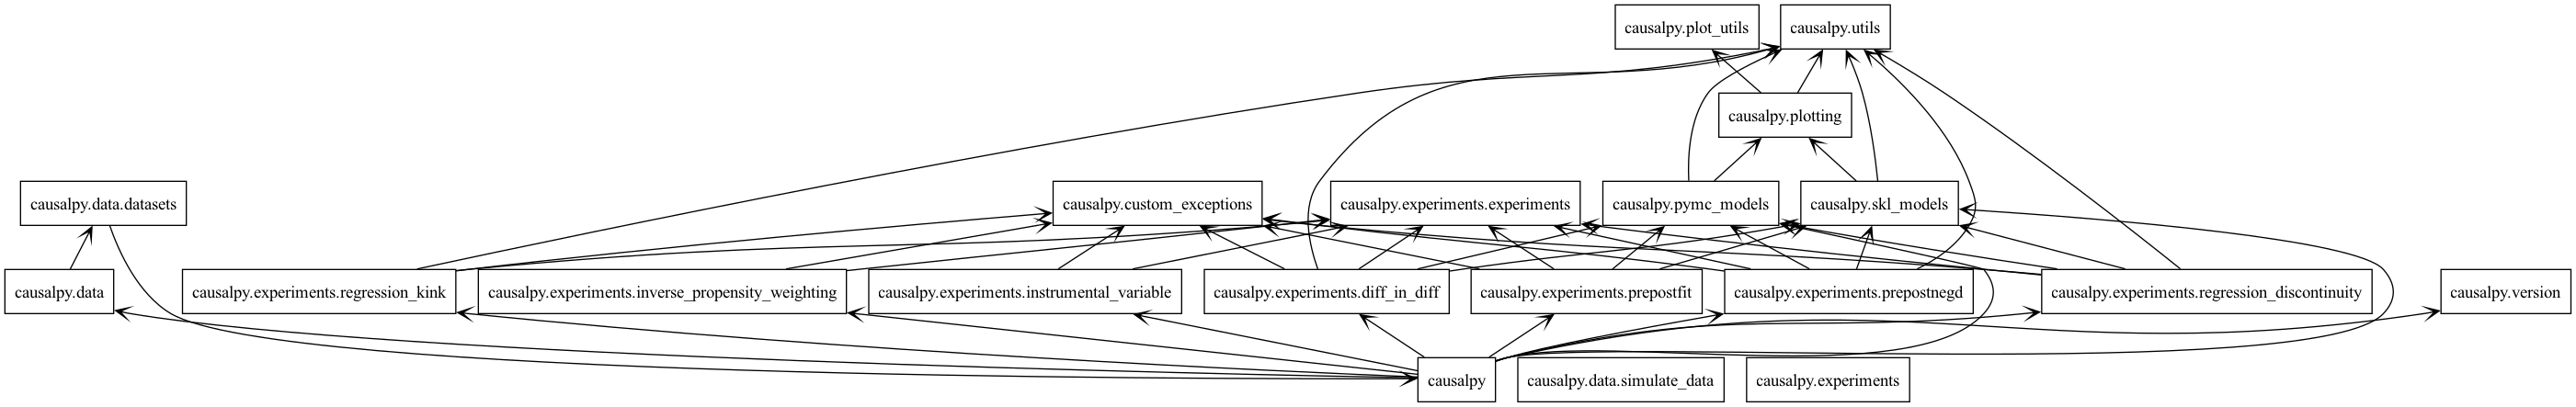 causalpy.plot_utils
causalpy.utils
causalpy.plotting
causalpy.data.datasets
causalpy.custom_exceptions
causalpy.experiments.experiments
causalpy.pymc_models
causalpy.skl_models
causalpy.data
causalpy.experiments.regression_kink
causalpy.experiments.inverse_propensity_weighting
causalpy.experiments.instrumental_variable
causalpy.experiments.diff_in_diff
causalpy.experiments.prepostfit
causalpy.experiments.prepostnegd
causalpy.experiments.regression_discontinuity
causalpy.version
causalpy
causalpy.data.simulate_data
causalpy.experiments